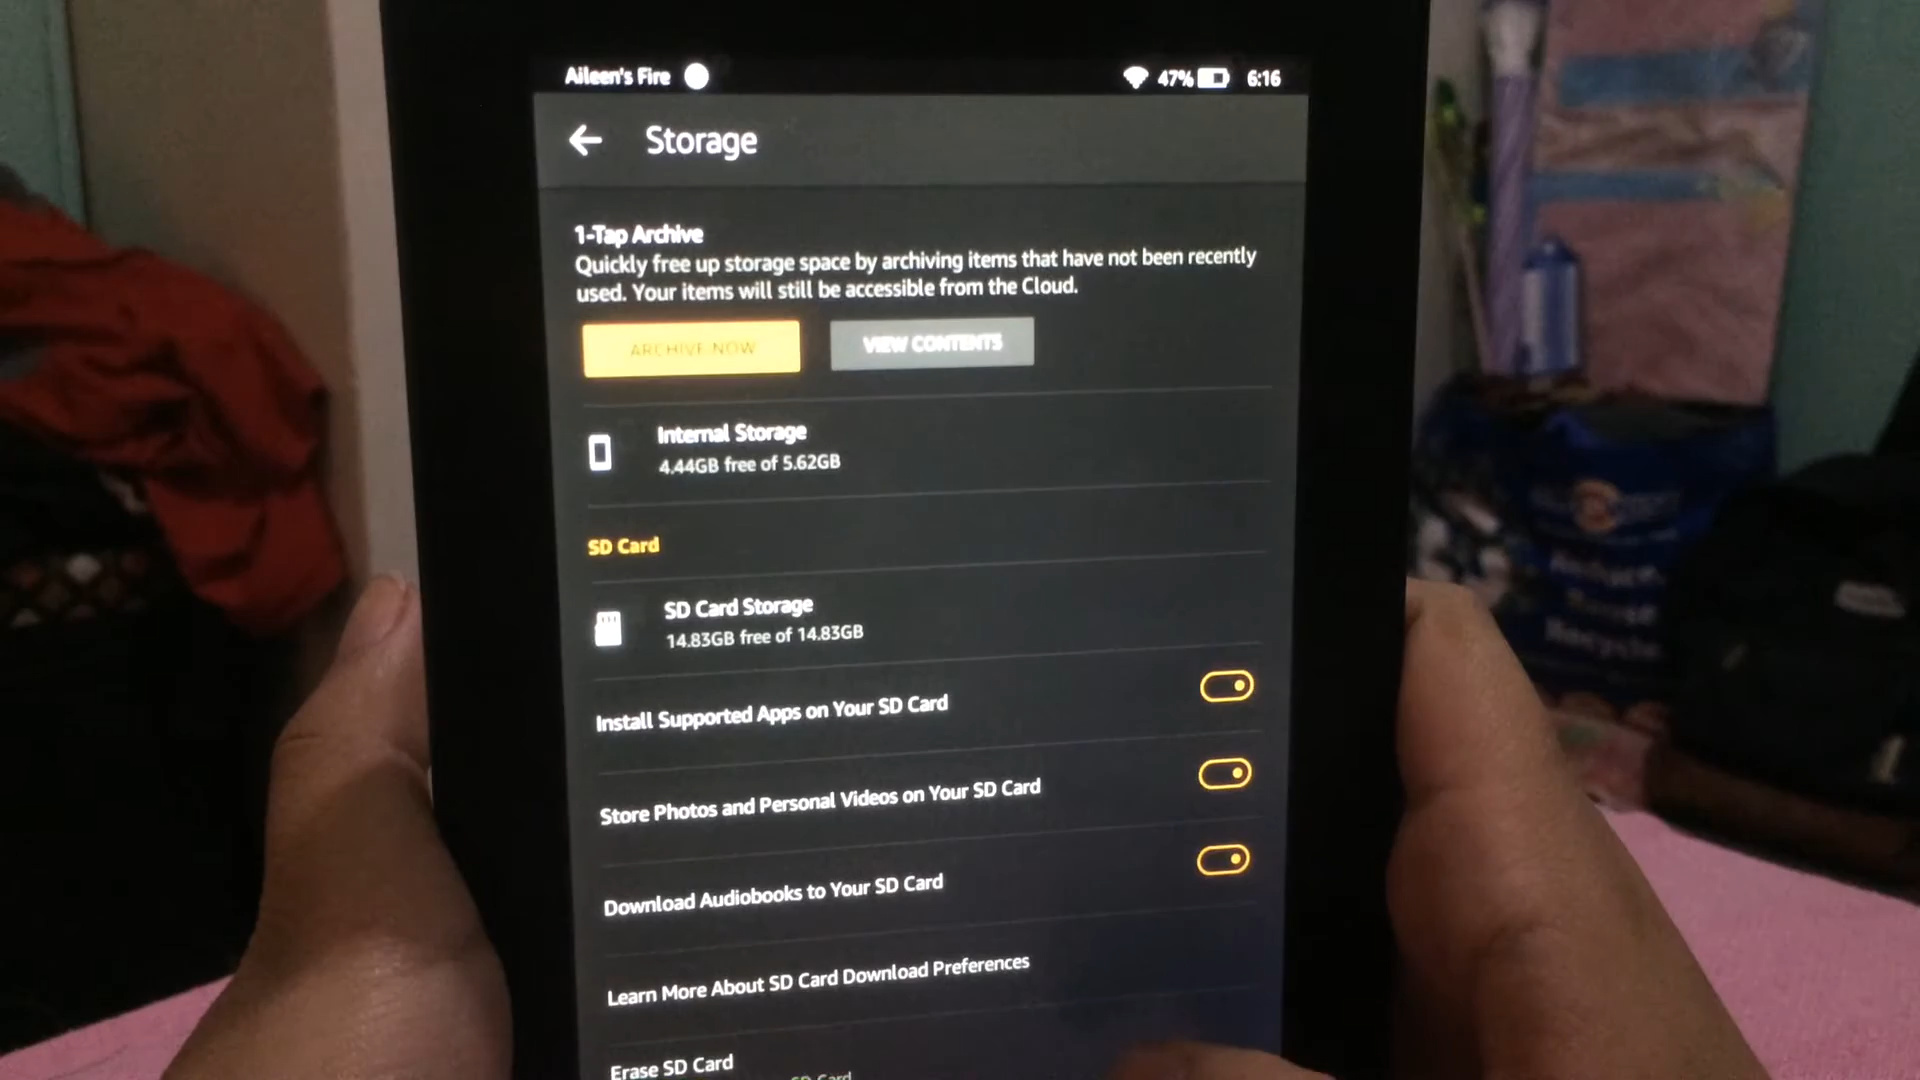 Aileen's Fire
47%
6:16
Storage
1-Tap Archive
Quickly free up storage space by archiving items that have not been recently
used. Your items will still be accessible from the Cloud.
ARCHIVE NOW
VIEW CONTENTS
Internal Storage
4.44GB free of 5.62GB
SD Card
SD Card Storage
14.83GB free of 14.83GB
Install Supported Apps on Your SD Card
Store Photos and Personal Videos on Your SD Card
Download Audiobooks to Your SD Card
Learn More About SD Card Download Preferences
Erase SD Card
SD Card
Recycle